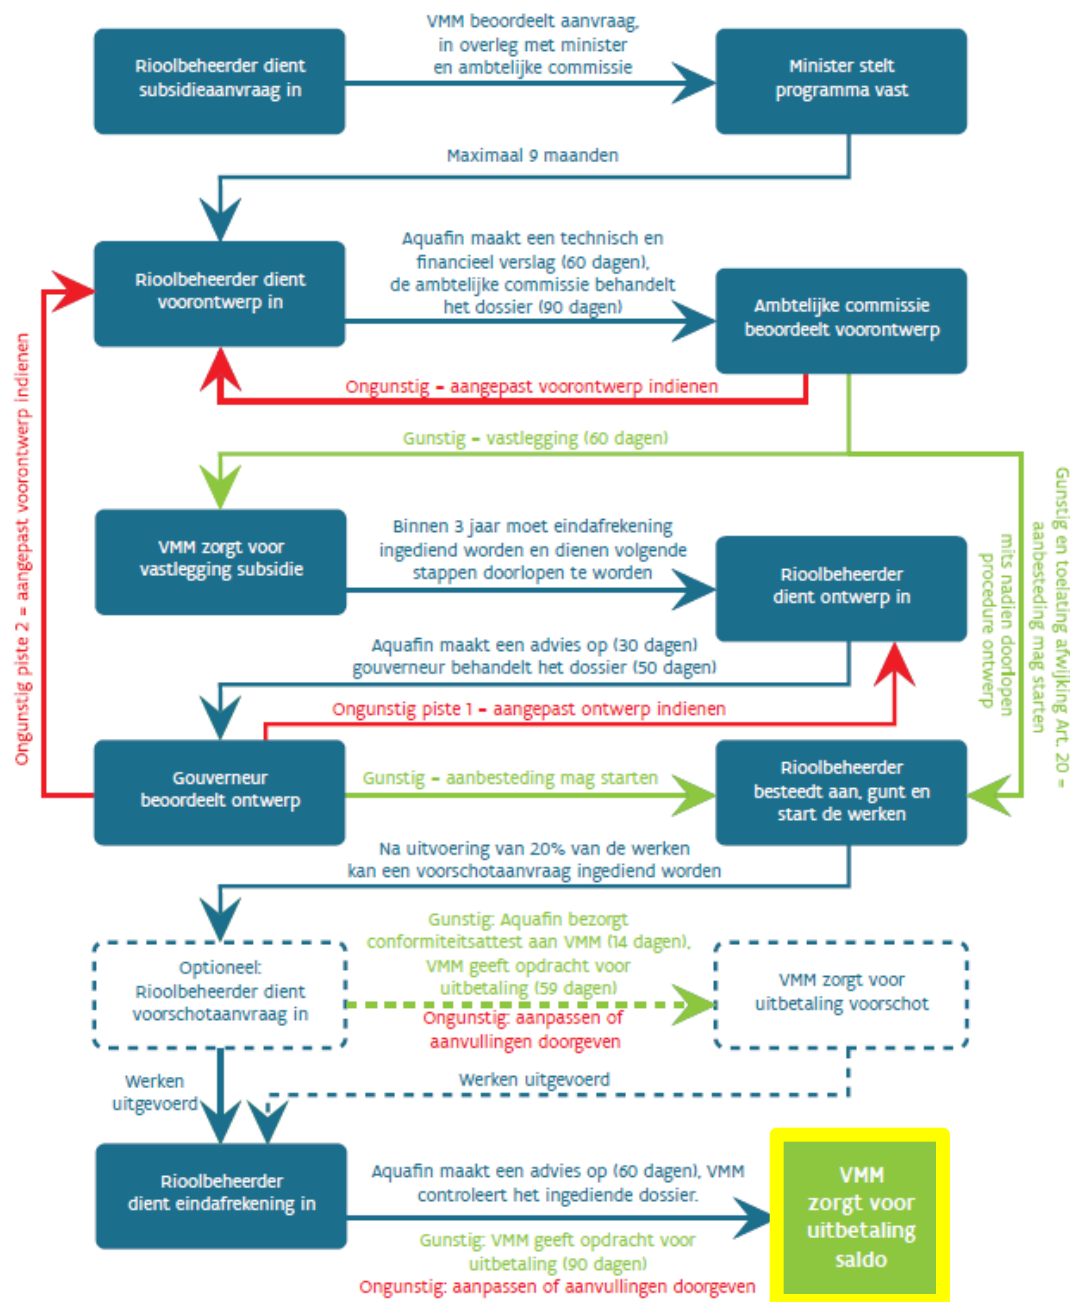 VMM beoordeelt aanvraag,
in overleg met minister
en ambtelijke commissie
Rioolbeheerder dient
subsidieaanvraag in
Minister stelt
programma vast
Maximaal 9 maanden
Aquafin maakt een technisch en
financieel verslag (60 dagen),
de ambtelijke commissie behandelt
het dossier (90 dagen)
Rioolbeheerder dient
voorontwerp in
Ambtelijke commissie
beoordeelt voorontwerp
Ongunstig = aangepast voorontwerp indienen
Gunstig = vastlegging (60 dagen)
Ongunstig piste 2 = aangepast voorontwerp indienen
Gunstig en toelating afwijking Art. 20 =
aanbesteding mag starten
mits nadien doorlopen
procedure ontwerp
VMM zorgt voor
vastlegging subsidie
Binnen 3 jaar moet eindafrekening
ingediend worden en dienen volgende
stappen doorlopen te worden
Rioolbeheerder
dient ontwerp in
Aquafin maakt een advies op (30 dagen)
gouverneur behandelt het dossier (50 dagen)
Ongunstig piste 1 = aangepast ontwerp indienen
Gouverneur
beoordeelt ontwerp
Gunstig = aanbesteding mag starten
Rioolbeheerder
besteedt aan, gunt en
start de werken
Na uitvoering van 20% van de werken
kan een voorschotaanvraag ingediend worden
Optioneel:
Rioolbeheerder dient
voorschotaanvraag in
Gunstig: Aquafin bezorgt
conformiteitsattest aan VMM (14 dagen),
VMM geeft opdracht voor
uitbetaling (59 dagen)
Ongunstig: aanpassen of
aanvullingen doorgeven
VMM zorgt voor
uitbetaling voorschot
Werken
uitgevoerd
Werken uitgevoerd
Rioolbeheerder
dient eindafrekening in
Aquafin maakt een advies op (60 dagen), VMM
controleert het ingediende dossier.
Gunstig: VMM geeft opdracht voor
uitbetaling (90 dagen)
Ongunstig: aanpassen of aanvullingen doorgeven
VMM
zorgt voor
uitbetaling
saldo